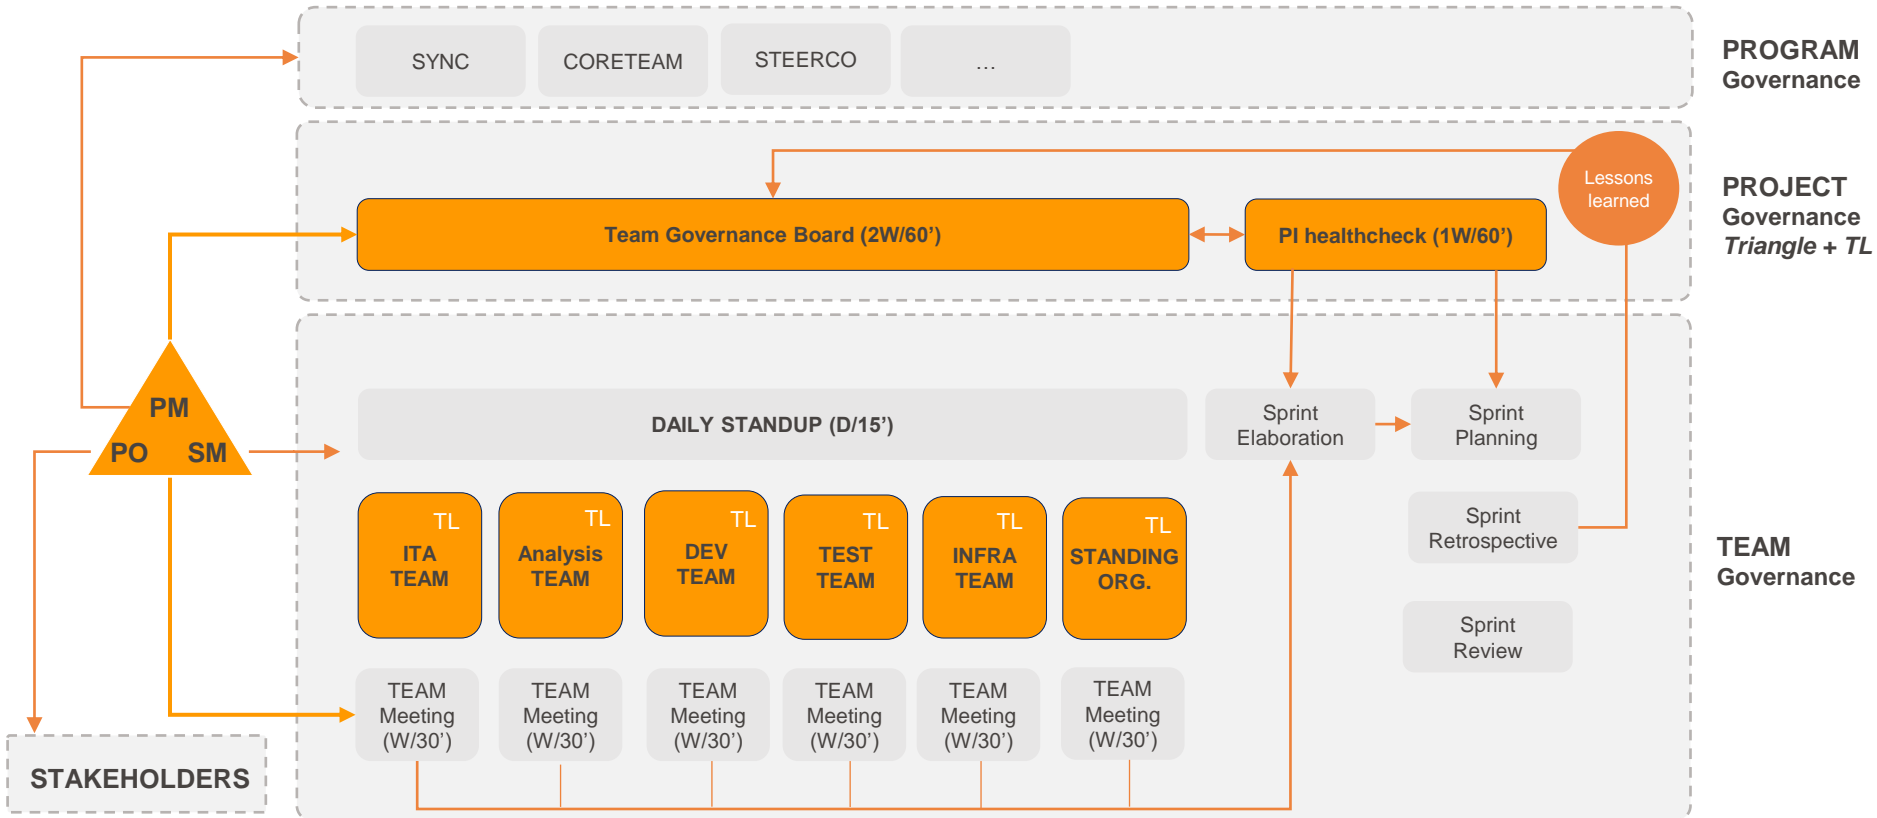 SYNC
CORETEAM
STEERCO
…
PROGRAM
Governance
Lessons
learned
Team Governance Board (2W/60’)
PI healthcheck (1W/60’)
PROJECT
Governance
Triangle + TL
PM
PO SM
STAKEHOLDERS
DAILY STANDUP (D/15’)
Sprint
Elaboration
Sprint
Planning
TL
ITA
TEAM
TL
Analysis
TEAM
TL
DEV
TEAM
TL
TEST
TEAM
TL
INFRA
TEAM
TL
STANDING
ORG.
Sprint
Retrospective
Sprint
Review
TEAM
Governance
TEAM
Meeting
(W/30’)
TEAM
Meeting
(W/30’)
TEAM
Meeting
(W/30’)
TEAM
Meeting
(W/30’)
TEAM
Meeting
(W/30’)
TEAM
Meeting
(W/30’)